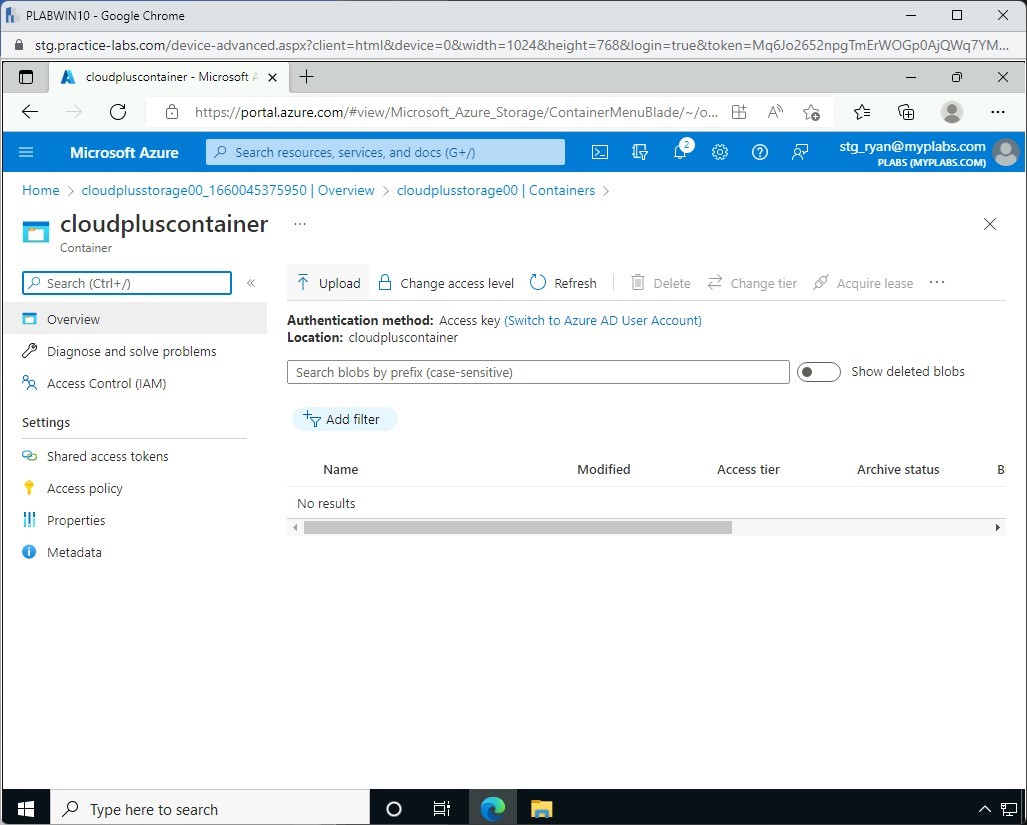 PLABWIN10 - Google Chrome
stg.practice-labs.com/device-advanced.aspx?client=html&device=0&width=1024&height=768&login=true&token=Mq6Jo2652npgTmErWOGp0AjQWq7YM...
cloudpluscontainer - Microsoft A
https://portal.azure.com/#view/Microsoft_Azure_Storage/ContainerMenuBlade/~/o...
Microsoft Azure
Search resources, services, and docs (G+/)
2
stg_ryan@myplabs.com
PLABS (MYPLABS.COM)
Home > cloudplusstorage00_1660045375950 | Overview > cloudplusstorage00 | Containers >
cloudpluscontainer ...
Container
Search (Ctrl+/)
«
Overview
Diagnose and solve problems
Access Control (IAM)
Settings
Shared access tokens
Access policy
Properties
Metadata
Upload Change access level Refresh Delete Change tier Acquire lease ...
Authentication method: Access key (Switch to Azure AD User Account)
Location: cloudpluscontainer
Search blobs by prefix (case-sensitive)
Show deleted blobs
Add filter
Name Modified Access tier Archive status B
No results
Type here to search